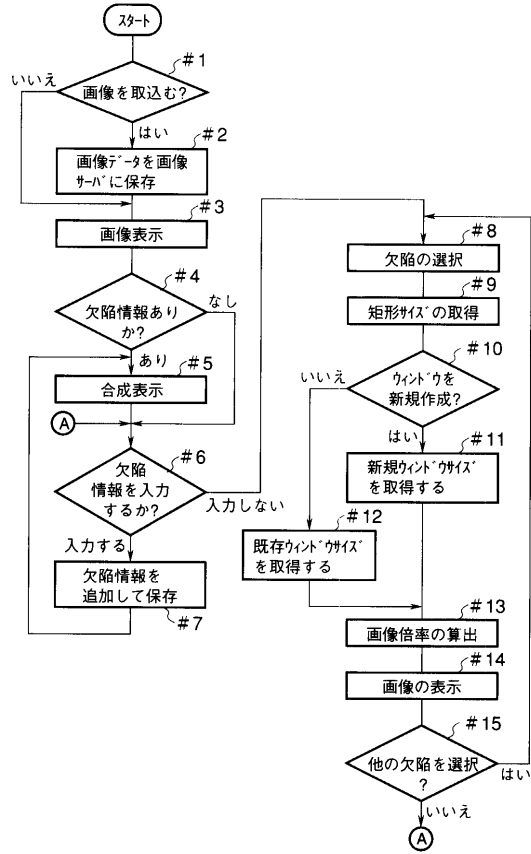 スタート
#1
いいえ
画像を取込む?
はい
#2
画像ﾃﾞｰﾀを画像
ｻｰﾊﾞに保存
#3
画像表示
#4
なし
欠陥情報あり
か?
あり
#5
合成表示
A
#6
欠陥
情報を入力
するか?
入力しない
入力する
欠陥情報を
追加して保存
#7
#8
欠陥の選択
#9
矩形ｻｲｽﾞの取得
#10
いいえ
ｳｨﾝﾄﾞｳを
新規作成?
はい
#11
新規ｳｨﾝﾄﾞｳｻｲｽﾞ
を取得する
#12
既存ｳｨﾝﾄﾞｳｻｲｽﾞ
を取得する
#13
画像倍率の算出
#14
画像の表示
#15
他の欠陥を選択
?
はい
いいえ
A